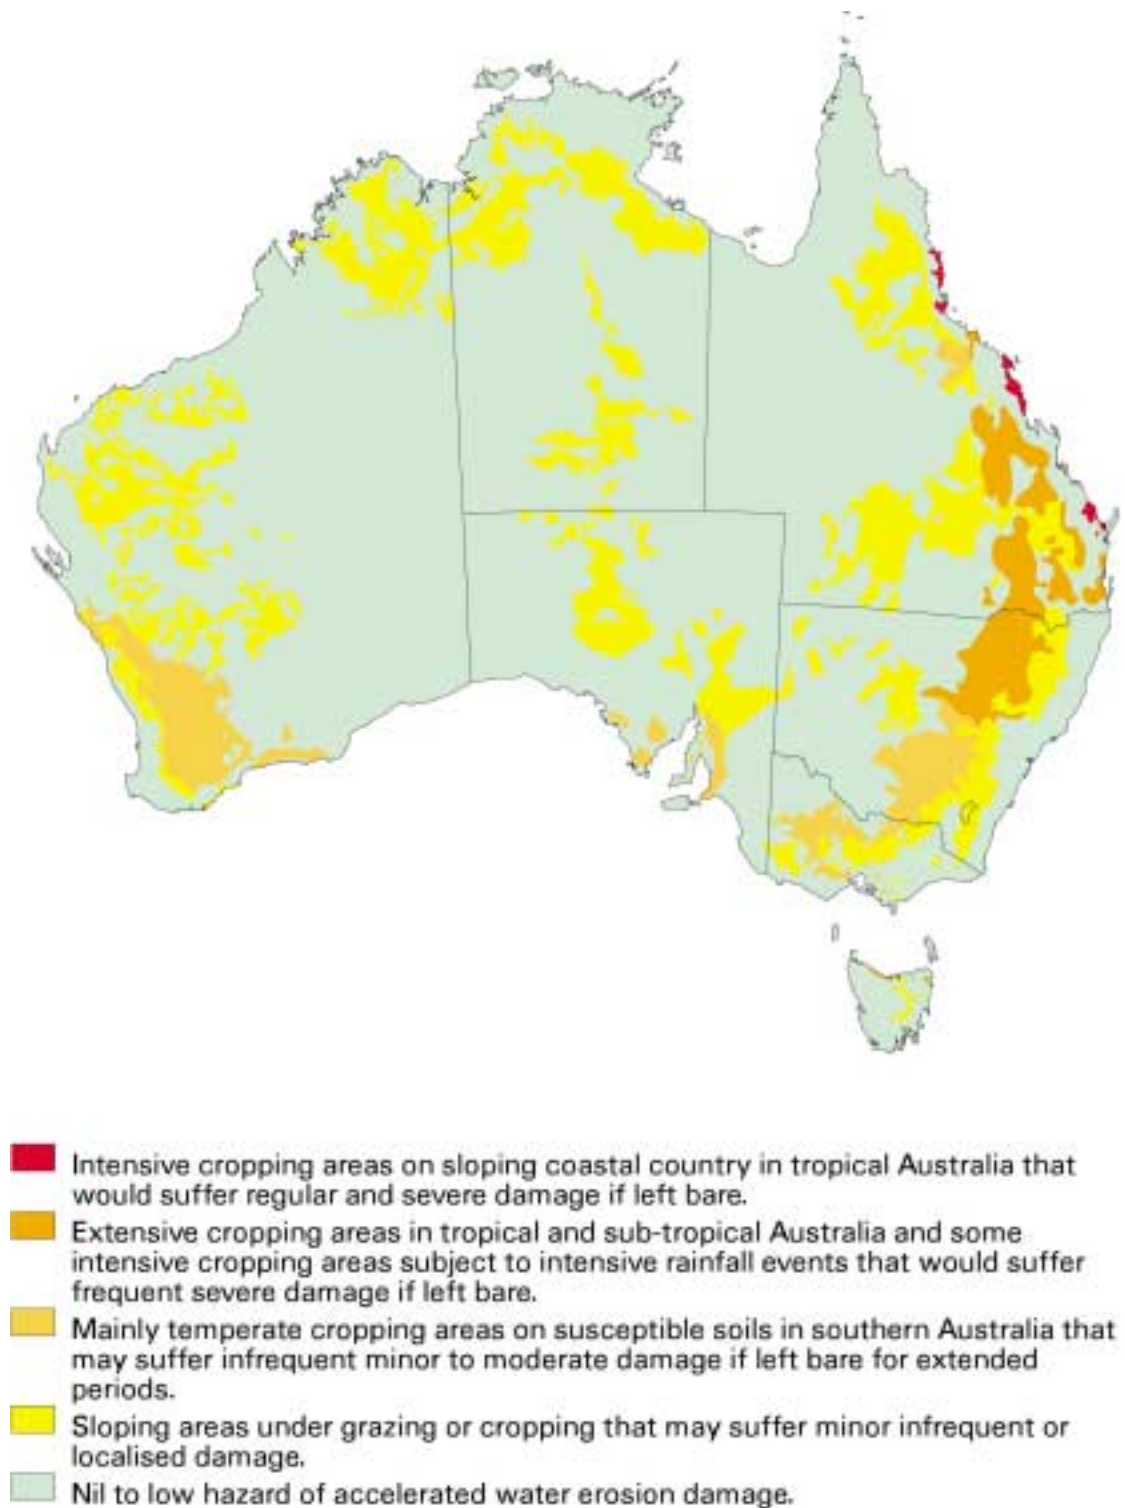 Intensive cropping areas on sloping coastal country in tropical Australia that
would suffer regular and severe damage if left bare.
Extensive cropping areas in tropical and sub-tropical Australia and some
intensive cropping areas subject to intensive rainfall events that would suffer
frequent severe damage if left bare.
Mainly temperate cropping areas on susceptible soils in southern Australia that
may suffer infrequent minor to moderate damage if left bare for extended
periods.
Sloping areas under grazing or cropping that may suffer minor infrequent or
localised damage.
Nil to low hazard of accelerated water erosion damage.